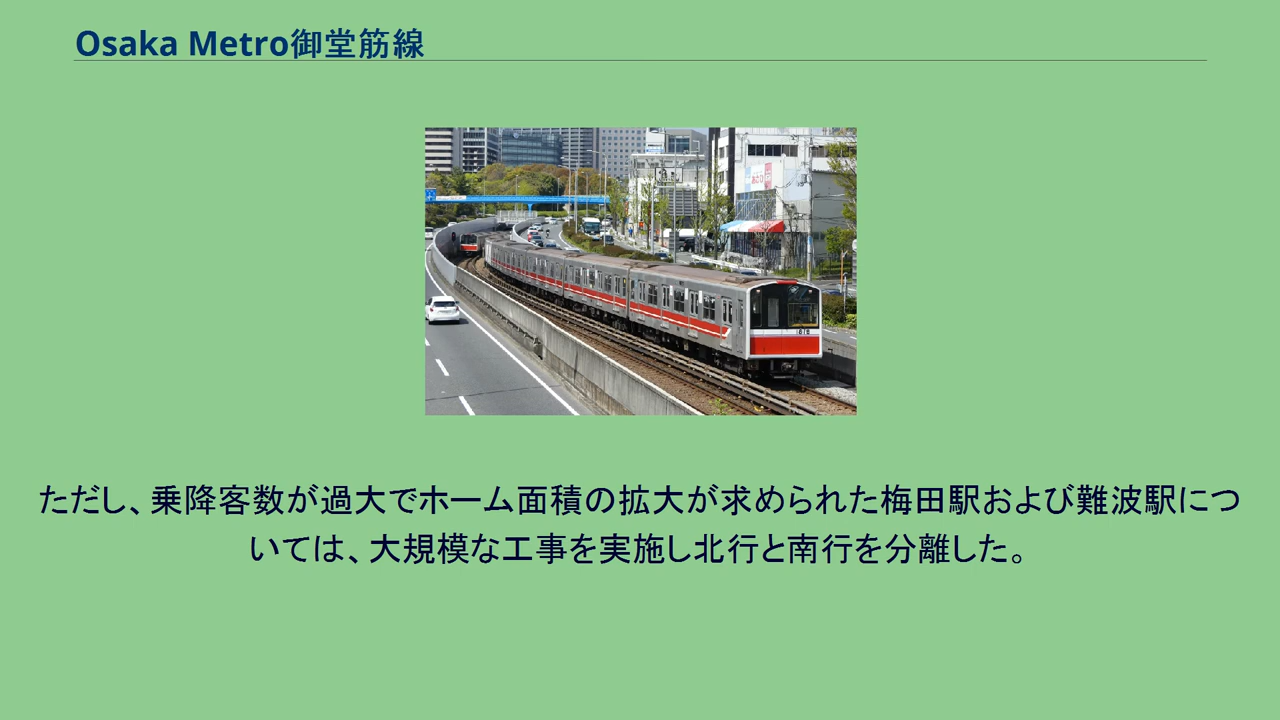 Osaka Metro御堂筋線
ただし、乗降客数が過大でホーム面積の拡大が求められた梅田駅および難波駅につ
いては、大規模な工事を実施し北行と南行を分離した。